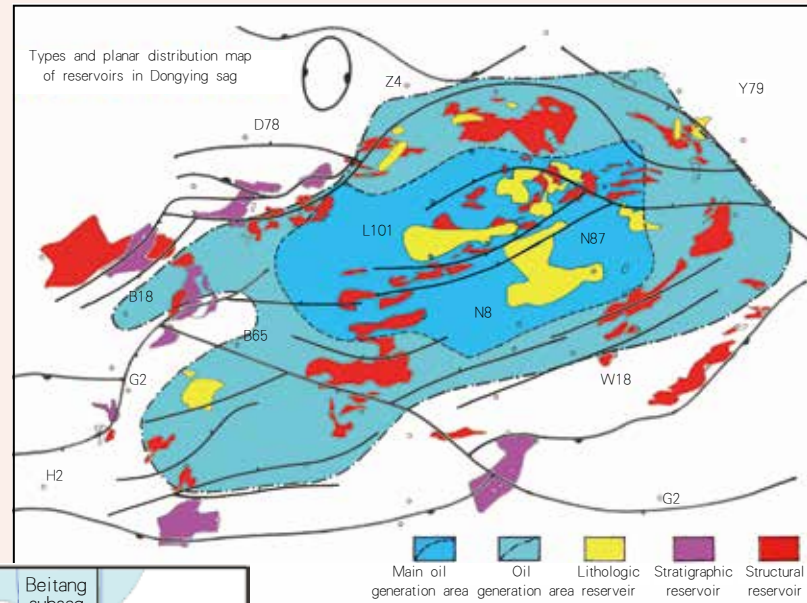 Types and planar distribution map
of reservoirs in Dongying sag
Z4
Y79
D78
L101
N87
B18
N8
B65
G2
W18
H2
G2
Main oil
generation area
Oil
generation area
Lithologic
reserveir
Stratigraphic
reservoir
Structural
reservoir
Beitang
subsag